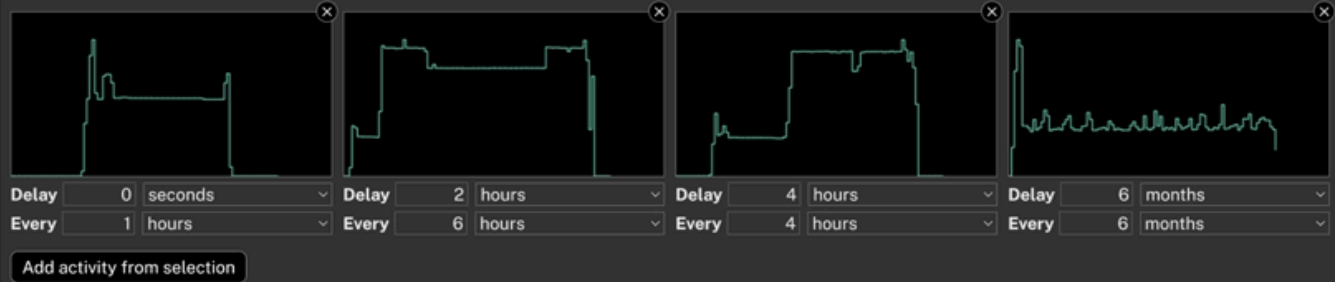 Delay 0 seconds Delay 2 hours Delay 4 hours Delay 6 months
Every 1 hours Every 6 hours Every 4 hours Every 6 months
Add activity from selection